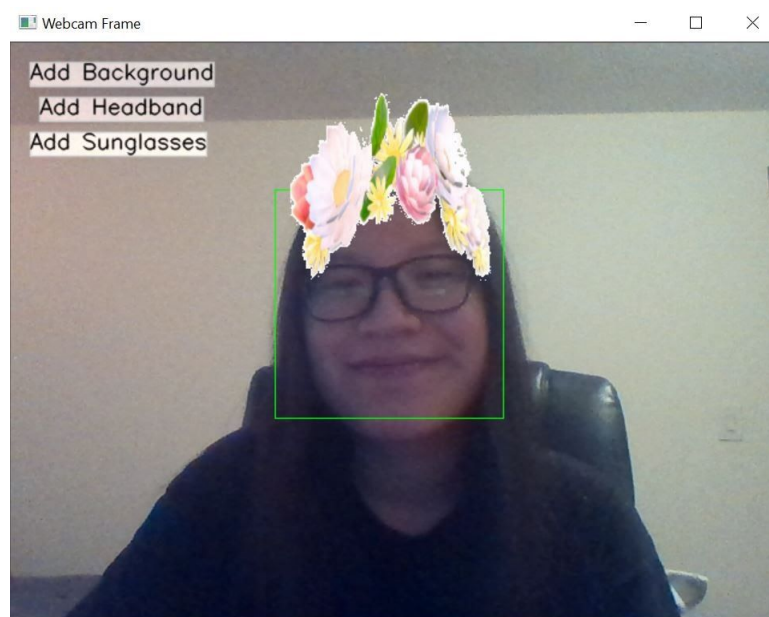 Webcam Frame
Add Background
Add Headband
Add Sunglasses